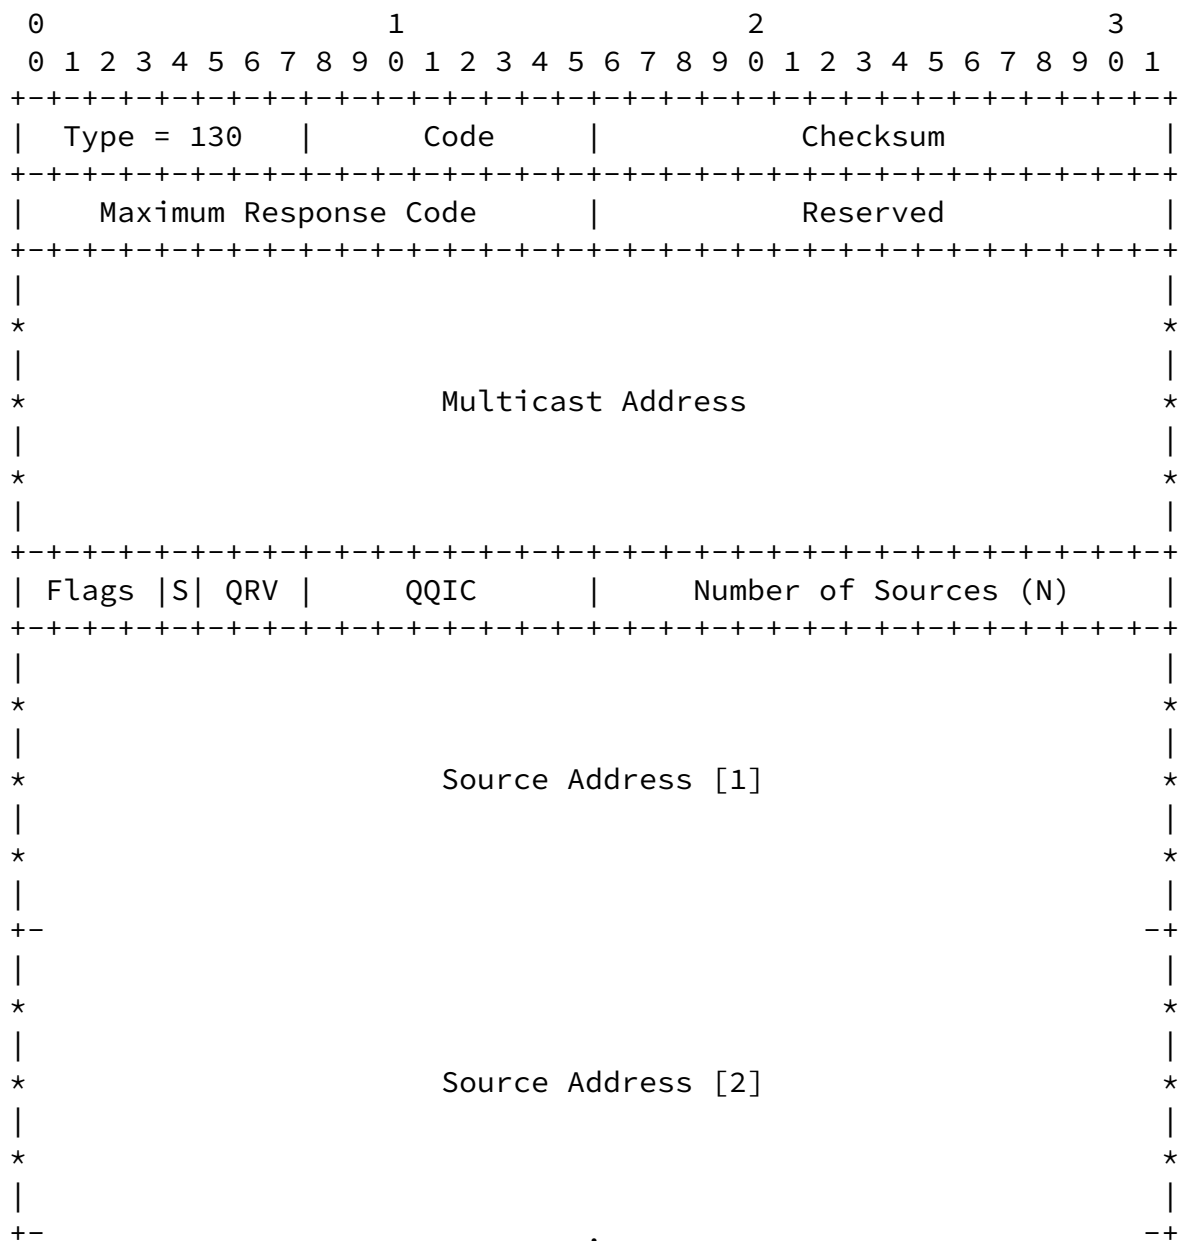 0                   1                   2                   3
 0 1 2 3 4 5 6 7 8 9 0 1 2 3 4 5 6 7 8 9 0 1 2 3 4 5 6 7 8 9 0 1
+-+-+-+-+-+-+-+-+-+-+-+-+-+-+-+-+-+-+-+-+-+-+-+-+-+-+-+-+-+-+-+-+
|  Type = 130   |      Code     |           Checksum            |
+-+-+-+-+-+-+-+-+-+-+-+-+-+-+-+-+-+-+-+-+-+-+-+-+-+-+-+-+-+-+-+-+
|    Maximum Response Code      |           Reserved            |
+-+-+-+-+-+-+-+-+-+-+-+-+-+-+-+-+-+-+-+-+-+-+-+-+-+-+-+-+-+-+-+-+
|                                                               |
*                                                               *
|                                                               |
*                       Multicast Address                       *
|                                                               |
*                                                               *
|                                                               |
+-+-+-+-+-+-+-+-+-+-+-+-+-+-+-+-+-+-+-+-+-+-+-+-+-+-+-+-+-+-+-+-+
| Flags |S| QRV |     QQIC      |     Number of Sources (N)     |
+-+-+-+-+-+-+-+-+-+-+-+-+-+-+-+-+-+-+-+-+-+-+-+-+-+-+-+-+-+-+-+-+
|                                                               |
*                                                               *
|                                                               |
*                       Source Address [1]                      *
|                                                               |
*                                                               *
|                                                               |
+-                                                             -+
|                                                               |
*                                                               *
|                                                               |
*                       Source Address [2]                      *
|                                                               |
*                                                               *
|                                                               |
+-                              .                              -+